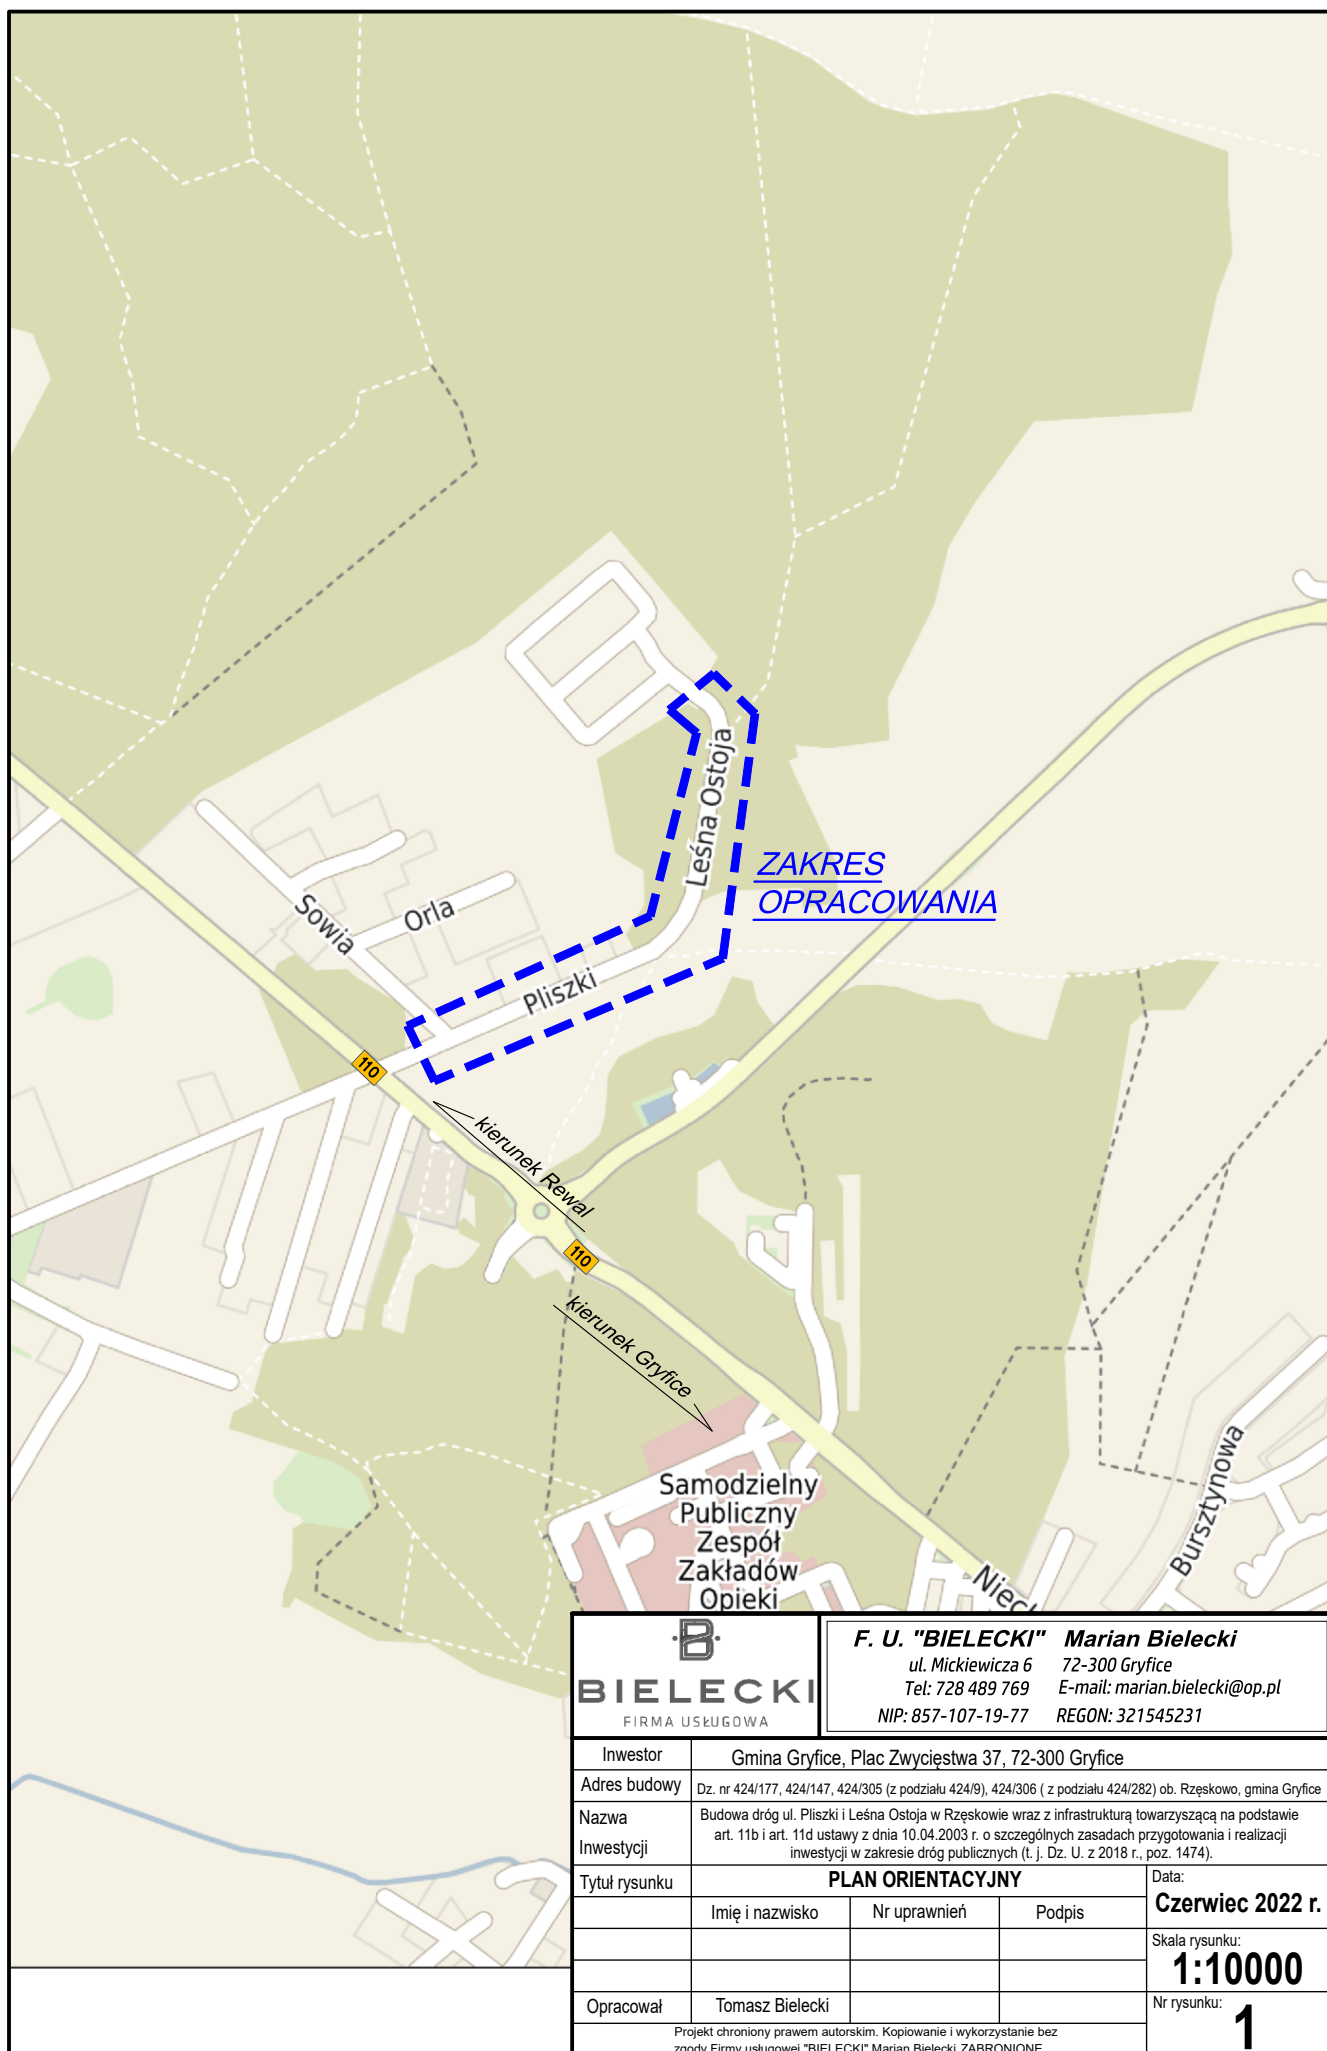 Leśna Ostoja
ZAKRES
OPRACOWANIA
Sowia
Orla
Pliszki
110
kierunek Rewal
110
kierunek Gryfice
Bursztynowa
Samodzielny
Publiczny
Zespół
Zakładów
Opieki
B
BIELECKI
FIRMA USŁUGOWA
F. U. "BIELECKI" Marian Bielecki
ul. Mickiewicza 6 72-300 Gryfice
Tel: 728 489 769 E-mail: marian.bielecki@op.pl
NIP: 857-107-19-77 REGON: 321545231
Inwestor Gmina Gryfice, Plac Zwycięstwa 37, 72-300 Gryfice
Adres budowy Dz. nr 424/177, 424/147, 424/305 (z podziału 424/9), 424/306 ( z podziału 424/282) ob. Rzęskowo, gmina Gryfice
Nazwa
Inwestycji
Budowa dróg ul. Pliszki i Leśna Ostoja w Rzęskowie wraz z infrastrukturą towarzyszącą na podstawie
art. 11b i art. 11d ustawy z dnia 10.04.2003 r. o szczególnych zasadach przygotowania i realizacji
inwestycji w zakresie dróg publicznych (t. j. Dz. U. z 2018 r., poz. 1474).
Tytuł rysunku PLAN ORIENTACYJNY
Data:
Czerwiec 2022 r.
Imię i nazwisko Nr uprawnień Podpis
Skala rysunku:
1:10000
Opracował Tomasz Bielecki
Nr rysunku:
1
Projekt chroniony prawem autorskim. Kopiowanie i wykorzystanie bez
zgody Firmy usługowej "BIELECKI" Marian Bielecki ZABRONIONE